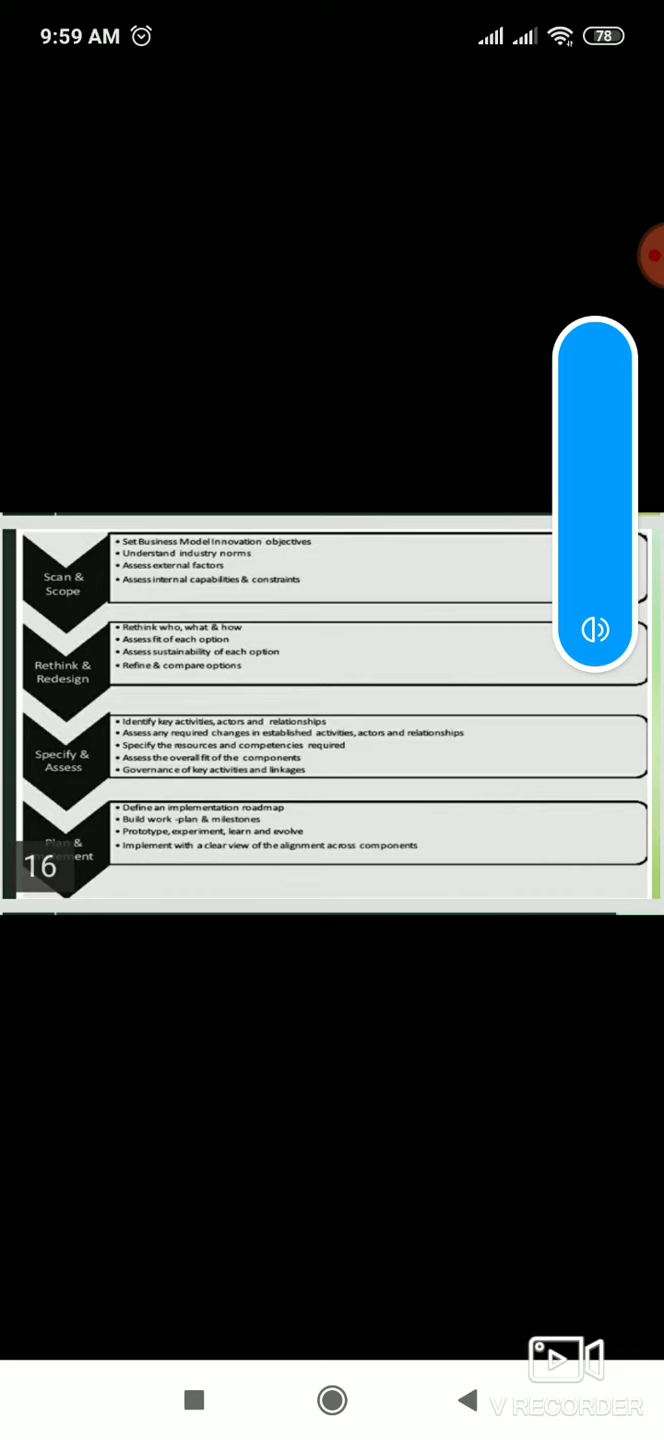 9:59 AM
78
Scan &
Scope
• Set Business Model Innovation objectives
• Understand industry norms
• Assess external factors
• Assess internal capabilities & constraints
Rethink &
Redesign
• Rethink who, what & how
• Assess fit of each option
• Assess sustainability of each option
• Refine & compare options
Specify &
Assess
• Identify key activities, actors and relationships
• Assess any required changes in established activities, actors and relationships
• Specify the resources and competencies required
• Assess the overall fit of the components
• Governance of key activities and linkages
Plan &
ement
• Define an implementation roadmap
• Build work -plan & milestones
• Prototype, experiment, learn and evolve
• Implement with a clear view of the alignment across components
16
V RECORDER